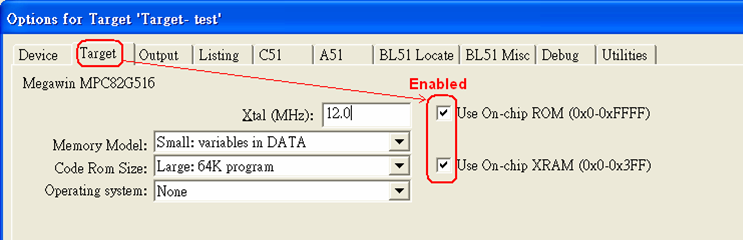 Options for Target 'Target- test'
Device Target Output Listing C51 A51 BL51 Locate BL51 Misc Debug Utilities
Megawin MPC82G516
Enabled
Xtal (MHz): 12.0 Use On-chip ROM (0x0-0xFFFF)
Memory Model: Small: variables in DATA
Code Rom Size: Large: 64K program Use On-chip XRAM (0x0-0x3FF)
Operating system: None